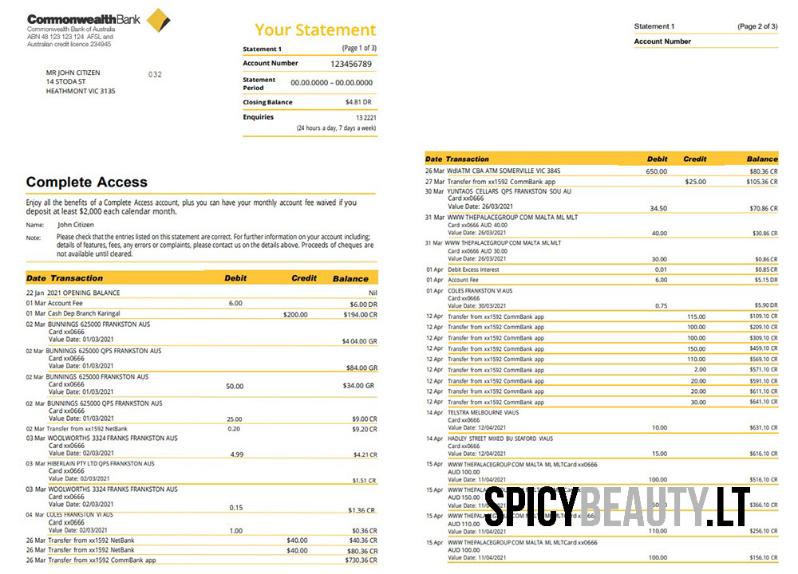 CommonwealthBank
Commonwealth Bank of Australia
ABN 48 123 123 124 AFSL and
Australian credit licence 234945
MR JOHN CITIZEN 032
14 STODA ST
HEATHMONT VIC 3135
Your Statement
Statement 1 (Page 1 of 3)
Account Number 123456789
Statement Period 00.00.0000 – 00.00.0000
Closing Balance $4.81 DR
Enquiries 13 2221
(24 hours a day, 7 days a week)
Complete Access
Enjoy all the benefits of a Complete Access account, plus you can have your monthly account fee waived if you
deposit at least $2,000 each calendar month.
Name: John Citizen
Note: Please check that the entries listed on this statement are correct. For further information on your account including;
details of features, fees, any errors or complaints, please contact us on the details above. Proceeds of cheques are
not available until cleared.
Date Transaction Debit Credit Balance
22 Jan 2021 OPENING BALANCE Nil
01 Mar Account Fee 6.00 $6.00 DR
01 Mar Cash Dep Branch Karingal $200.00 $194.00 CR
02 Mar BUNNINGS 625000 FRANKSTON AUS
Card xx0666
Value Date: 01/03/2021 $4 04.00 GR
02 Mar BUNNINGS 625000 QPS FRANKSTON AUS
Card xx0666
Value Date: 01/03/2021 $84.00 GR
02 Mar BUNNINGS 625000 FRANKSTON AUS
Card xx0666 50.00 $34.00 GR
Value Date: 01/03/2021
02 Mar BUNNINGS 625000 QPS FRANKSTON AUS
Card xx0666
Value Date: 01/03/2021 25.00 $9.00 CR
02 Mar Transfer from xx1592 NetBank 0.20 $9.20 CR
03 Mar WOOLWORTHS 3324 FRANKS FRANKSTON AUS
Card xx0666
Value Date: 02/03/2021 4.99 $4.21 CR
03 Mar HIBERLAIN PTY LTD QPS FRANKSTON AUS
Card xx0666
Value Date: 02/03/2021 $1.51 CR
03 Mar WOOLWORTHS 3324 FRANKS FRANKSTON AUS
Card xx0666
Value Date: 02/03/2021 0.15 $1.36 CR
04 Mar COLES FRANKSTON VIAUS
Card xx0666
Value Date: 02/03/2021 1.00 $0.36 CR
26 Mar Transfer from xx1592 NetBank $40.00 $40.36 CR
26 Mar Transfer from xx1592 NetBank $40.00 $80.36 CR
26 Mar Transfer from xx1592 CommBank app $730.36 CR
Statement 1 (Page 2 of 3)
Account Number
Date Transaction Debit Credit Balance
26 Mar WdlATM CBA ATM SOMERVILLE VIC 384S 650.00 $80.36 CR
27 Mar Transfer from xx1592 CommBank app $25.00 $105.36 CR
30 Mar YUNTAOS CELLARS QPS FRANKSTON SOU AU
Card xx0666
Value Date: 26/03/2021 34.50 $70.86 CR
31 Mar WWW THEPALACEGROUP COM MALTA ML MLT
Card xx0666 AUD 40.00
Value Date: 26/03/2021 40.00 $30.86 CR
31 Mar WWW THEPALACEGROUP COM MALTA ML MLT
Card xx0666 AUD 30.00
Value Date: 26/03/2021 30.00 $0.86 CR
01 Apr Debit Excess Interest 0.01 $0.85 CR
01 Apr Account Fee 6.00 $5.15 DR
01 Apr COLES FRANKSTON VI AUS
Card xx0666
Value Date: 30/03/2021 0.75 $5.90 DR
12 Apr Transfer from xx1592 CommBank app 115.00 $109.10 CR
12 Apr Transfer from xx1592 CommBank app 100.00 $209.10 CR
12 Apr Transfer from xx1592 CommBank app 100.00 $309.10 CR
12 Apr Transfer from xx1592 CommBank app 150.00 $459.10 CR
12 Apr Transfer from xx1592 CommBank app 110.00 $569.10 CR
12 Apr Transfer from xx1592 CommBank app 2.00 $571.10 CR
12 Apr Transfer from xx1592 CommBank app 20.00 $591.10 CR
12 Apr Transfer from xx1592 CommBank app 20.00 $611.10 CR
12 Apr Transfer from xx1592 CommBank app 30.00 $641.10 CR
14 Apr TELSTRA MELBOURNE VIAUS
Card xx0666
Value Date: 12/04/2021 10.00 $631.10 CR
14 Apr HADLEY STREET MIXED BU SEAFORD VIAUS
Card xx0666
Value Date: 12/04/2021 15.00 $616.10 CR
15 Apr WWW THEPALACEGROUP COM MALTA ML MLTCard xx0666
AUD 100.00
Value Date: 11/04/2021 100.00 $516.10 CR
15 Apr
AUD 150.00
Value $366.10 CR
15 Apr
AUD 110.00
Value Date: 11/04/2021 110.00 $256.10 CR
15 Apr WWW THEPALACEGROUP COM MALTA ML MLTCard xx0666
AUD 100.00
Value Date: 11/04/2021 100.00 $156.10 CR
SPICYBEAUTY.LT